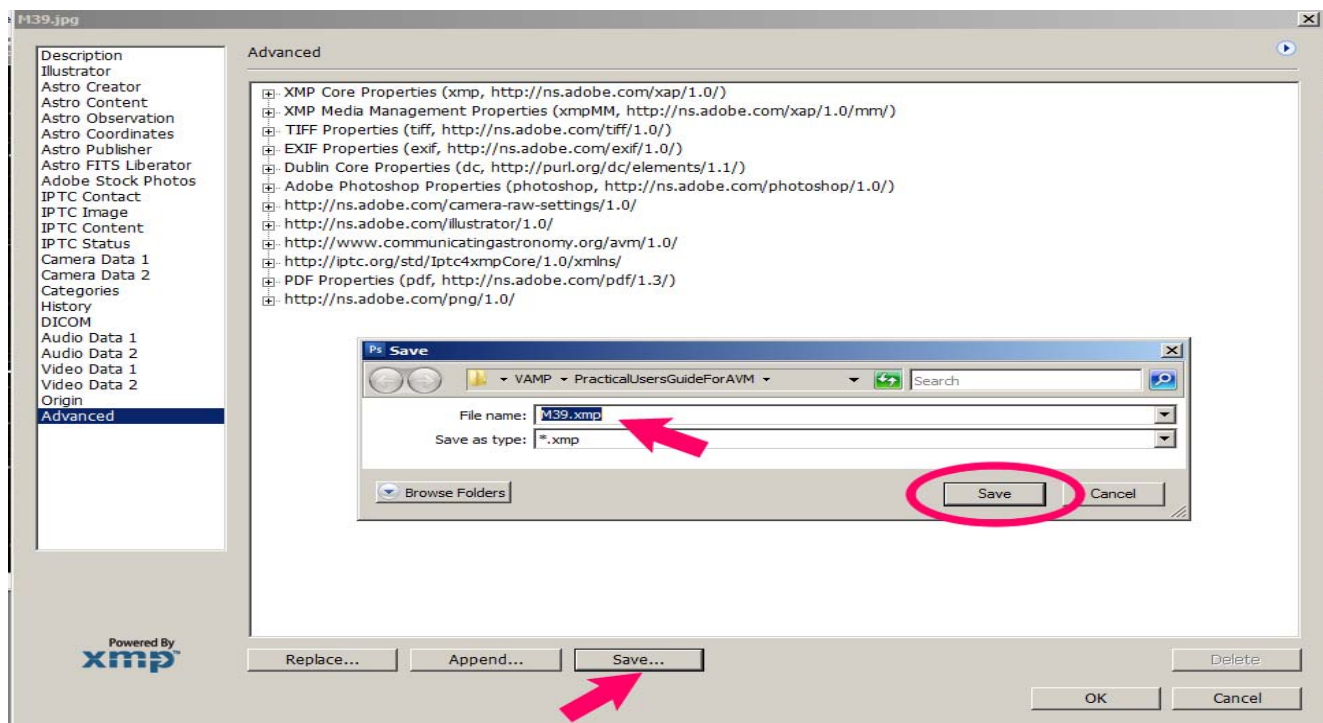 M39.jpg
Description
Illustrator
Astro Creator
Astro Content
Astro Observation
Astro Coordinates
Astro Publisher
Astro FITS Liberator
Adobe Stock Photos
IPTC Contact
IPTC Image
IPTC Content
IPTC Status
Camera Data 1
Camera Data 2
Categories
History
DICOM
Audio Data 1
Audio Data 2
Video Data 1
Video Data 2
Origin
Advanced
Powered By
xmp™
Advanced
XMP Core Properties (xmp, http://ns.adobe.com/xap/1.0/)
XMP Media Management Properties (xmpMM, http://ns.adobe.com/xap/1.0/mm/)
TIFF Properties (tiff, http://ns.adobe.com/tiff/1.0/)
EXIF Properties (exif, http://ns.adobe.com/exif/1.0/)
Dublin Core Properties (dc, http://purl.org/dc/elements/1.1/)
Adobe Photoshop Properties (photoshop, http://ns.adobe.com/photoshop/1.0/)
http://ns.adobe.com/camera-raw-settings/1.0/
http://ns.adobe.com/illustrator/1.0/
http://www.communicatingastronomy.org/avm/1.0/
http://iptc.org/std/Iptc4xmpCore/1.0/xmlns/
PDF Properties (pdf, http://ns.adobe.com/pdf/1.3/)
http://ns.adobe.com/png/1.0/
Ps Save
VAMP PracticalUsersGuideForAVM Search
File name: M39.xmp
Save as type: *.xmp
Browse Folders Save Cancel
Replace... Append... Save... Delete
OK Cancel